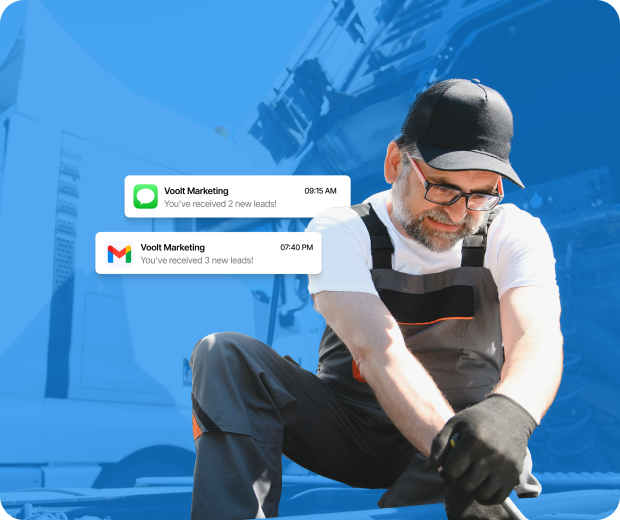 Voolt Marketing 09:15 AM
You've received 2 new leads!
Voolt Marketing 07:40 PM
You've received 3 new leads!